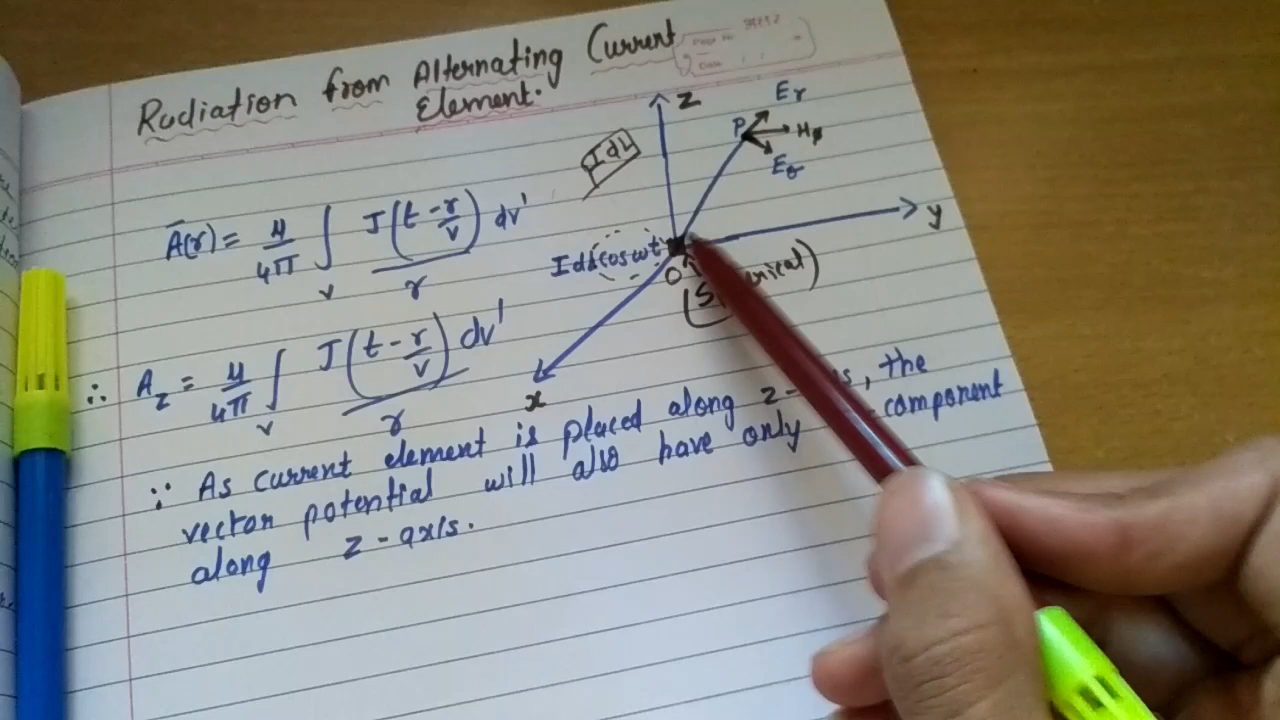 Radiation from Alternating Current
Element.
IdL
Z
P
Er
Hφ
Eθ
y
x
O
IdL cos ωt
A(r) = μ/4π ∫v J(t - r/v)/r dv'
∴ Az = μ/4π ∫v J(t - r/v)/r dv'
∵ As current element is placed along z- , the
vector potential will also have only component
along z-axis.